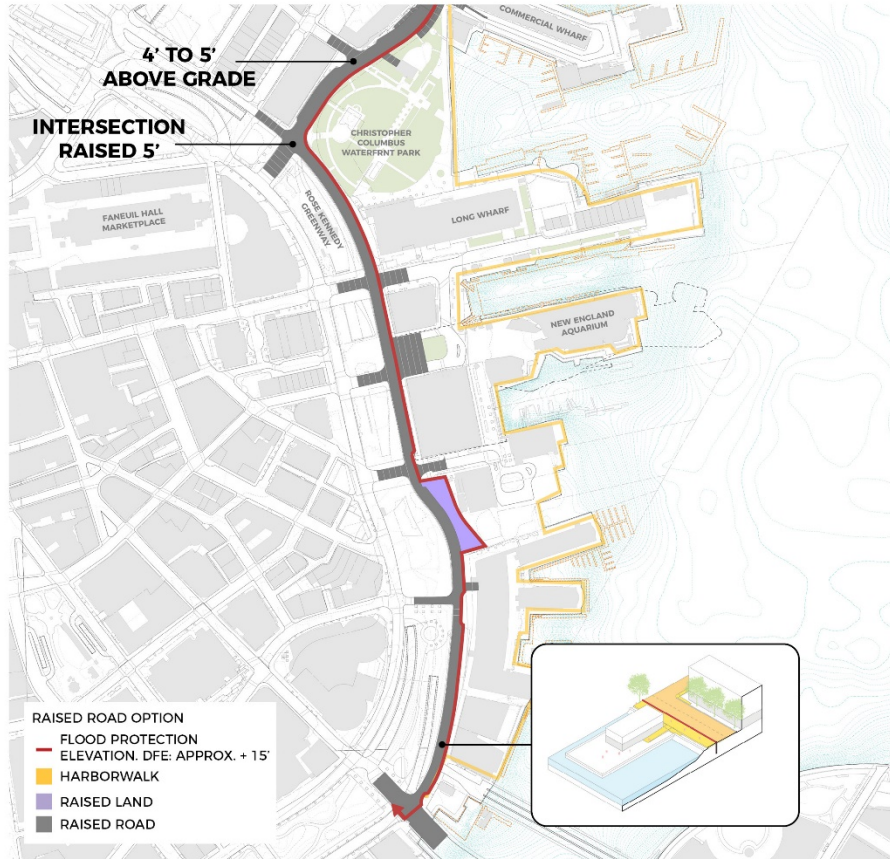 COMMERCIAL WHARF
4' TO 5'
ABOVE GRADE
INTERSECTION
RAISED 5'
CHRISTOPHER
COLUMBUS
WATERFRNT PARK
FANEUIL HALL
MARKETPLACE
ROSE KENNEDY
GREENWAY
LONG WHARF
NEW ENGLAND
AQUARIUM
RAISED ROAD OPTION
FLOOD PROTECTION
ELEVATION. DFE: APPROX. + 15'
HARBORWALK
RAISED LAND
RAISED ROAD